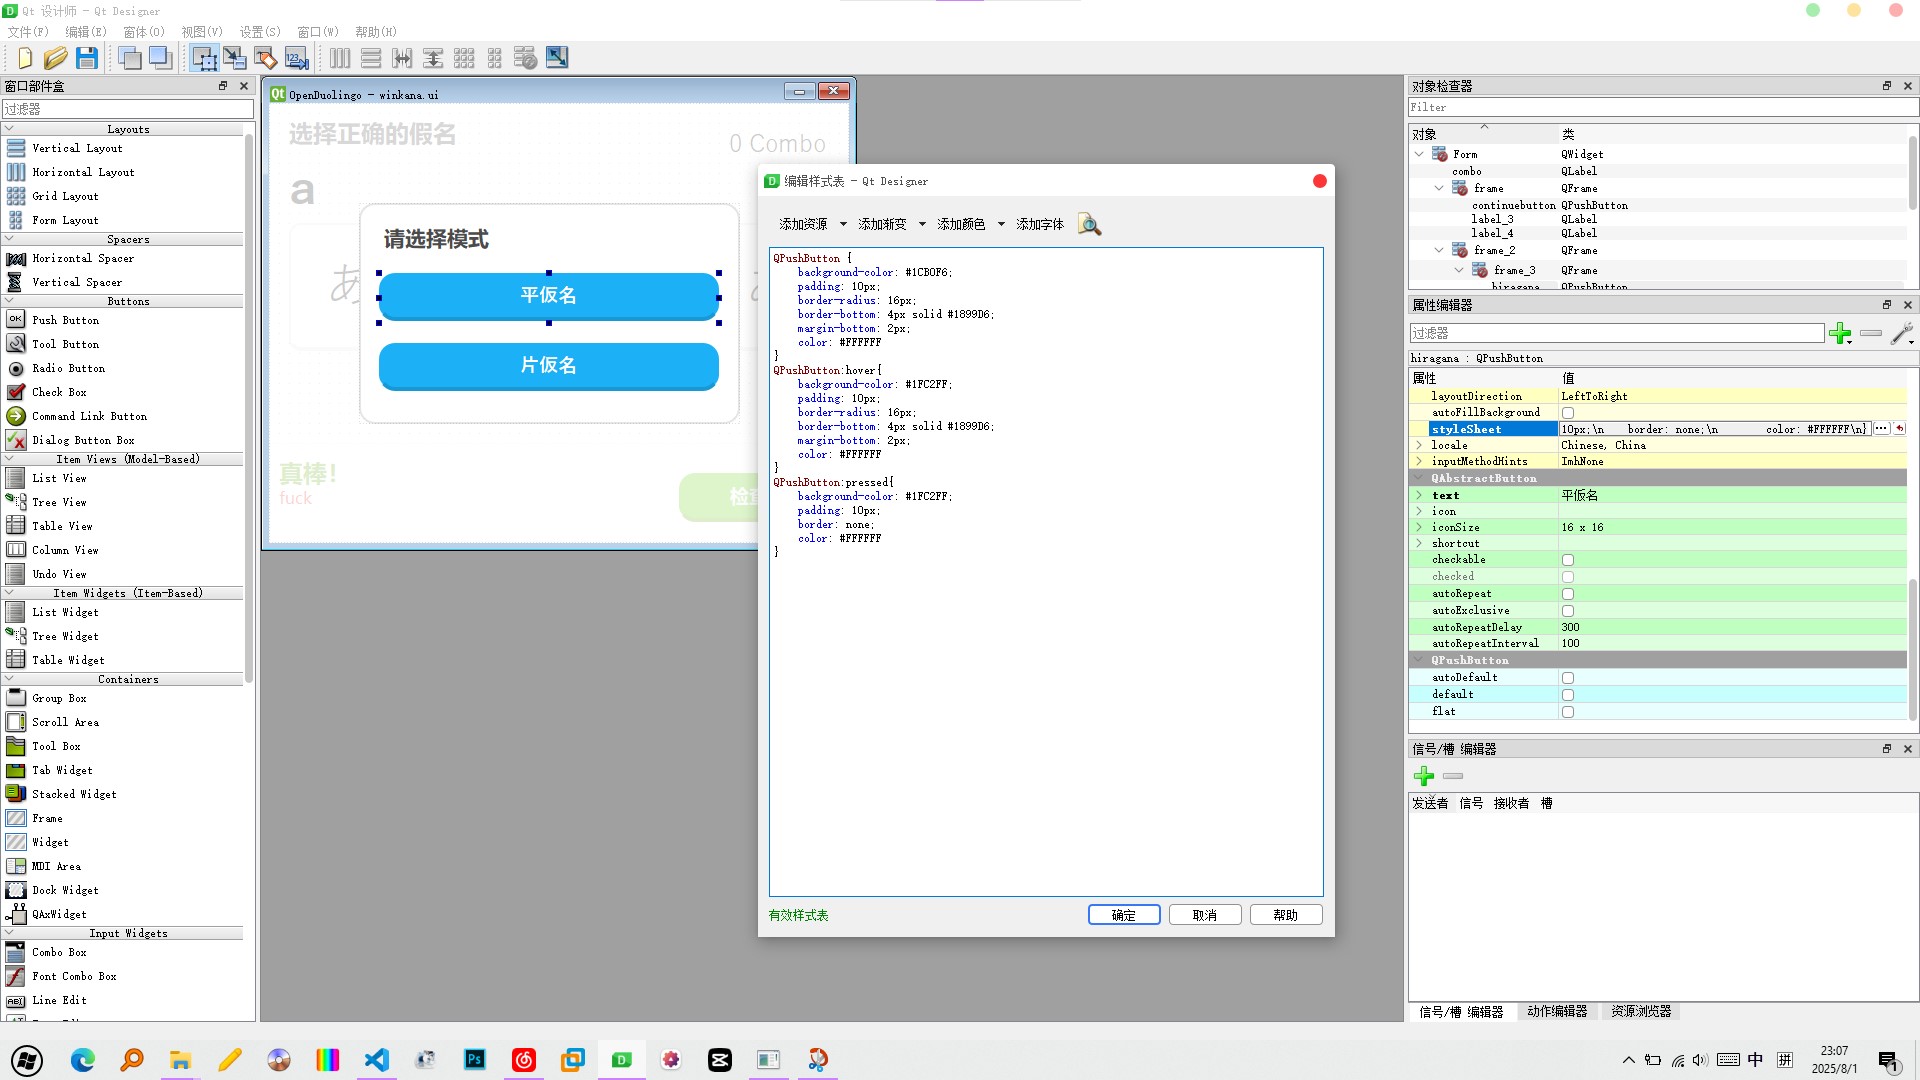 Qt 设计师 - Qt Designer
文件(F) 编辑(E) 窗体(O) 视图(V) 设置(S) 窗口(W) 帮助(H)
窗口部件盒
过滤器
Layouts
Vertical Layout
Horizontal Layout
Grid Layout
Form Layout
Spacers
Horizontal Spacer
Vertical Spacer
Buttons
Push Button
Tool Button
Radio Button
Check Box
Command Link Button
Dialog Button Box
Item Views (Model-Based)
List View
Tree View
Table View
Column View
Undo View
Item Widgets (Item-Based)
List Widget
Tree Widget
Table Widget
Containers
Group Box
Scroll Area
Tool Box
Tab Widget
Stacked Widget
Frame
Widget
MDI Area
Dock Widget
QAxWidget
Input Widgets
Combo Box
Font Combo Box
Line Edit
OpenDuolingo - winkana.ui
选择正确的假名
0 Combo
a
あ
请选择模式
平仮名
片仮名
真棒!
fuck
编辑样式表 - Qt Designer
添加资源 添加渐变 添加颜色 添加字体
QPushButton {
background-color: #1CB0F6;
padding: 10px;
border-radius: 16px;
border-bottom: 4px solid #1899D6;
margin-bottom: 2px;
color: #FFFFFF
}
QPushButton:hover{
background-color: #1FC2FF;
padding: 10px;
border-radius: 16px;
border-bottom: 4px solid #1899D6;
margin-bottom: 2px;
color: #FFFFFF
}
QPushButton:pressed{
background-color: #1FC2FF;
padding: 10px;
border: none;
color: #FFFFFF
}
有效样式表
确定 取消 帮助
对象检查器
Filter
对象 类
Form QWidget
combo QLabel
frame QFrame
continuebutton QPushButton
label_3 QLabel
label_4 QLabel
frame_2 QFrame
frame_3 QFrame
hiragana QPushButton
属性编辑器
过滤器
hiragana : QPushButton
属性 值
layoutDirection LeftToRight
autoFillBackground
styleSheet 10px;\n border: none;\n color: #FFFFFF\n} ...
locale Chinese, China
inputMethodHints ImhNone
QAbstractButton
text 平仮名
icon
iconSize 16 x 16
shortcut
checkable
checked
autoRepeat
autoExclusive
autoRepeatDelay 300
autoRepeatInterval 100
QPushButton
autoDefault
default
flat
信号/槽 编辑器
发送者 信号 接收者 槽
信号/槽 编辑器 动作编辑器 资源浏览器
中 拼
23:07
2025/8/1
1